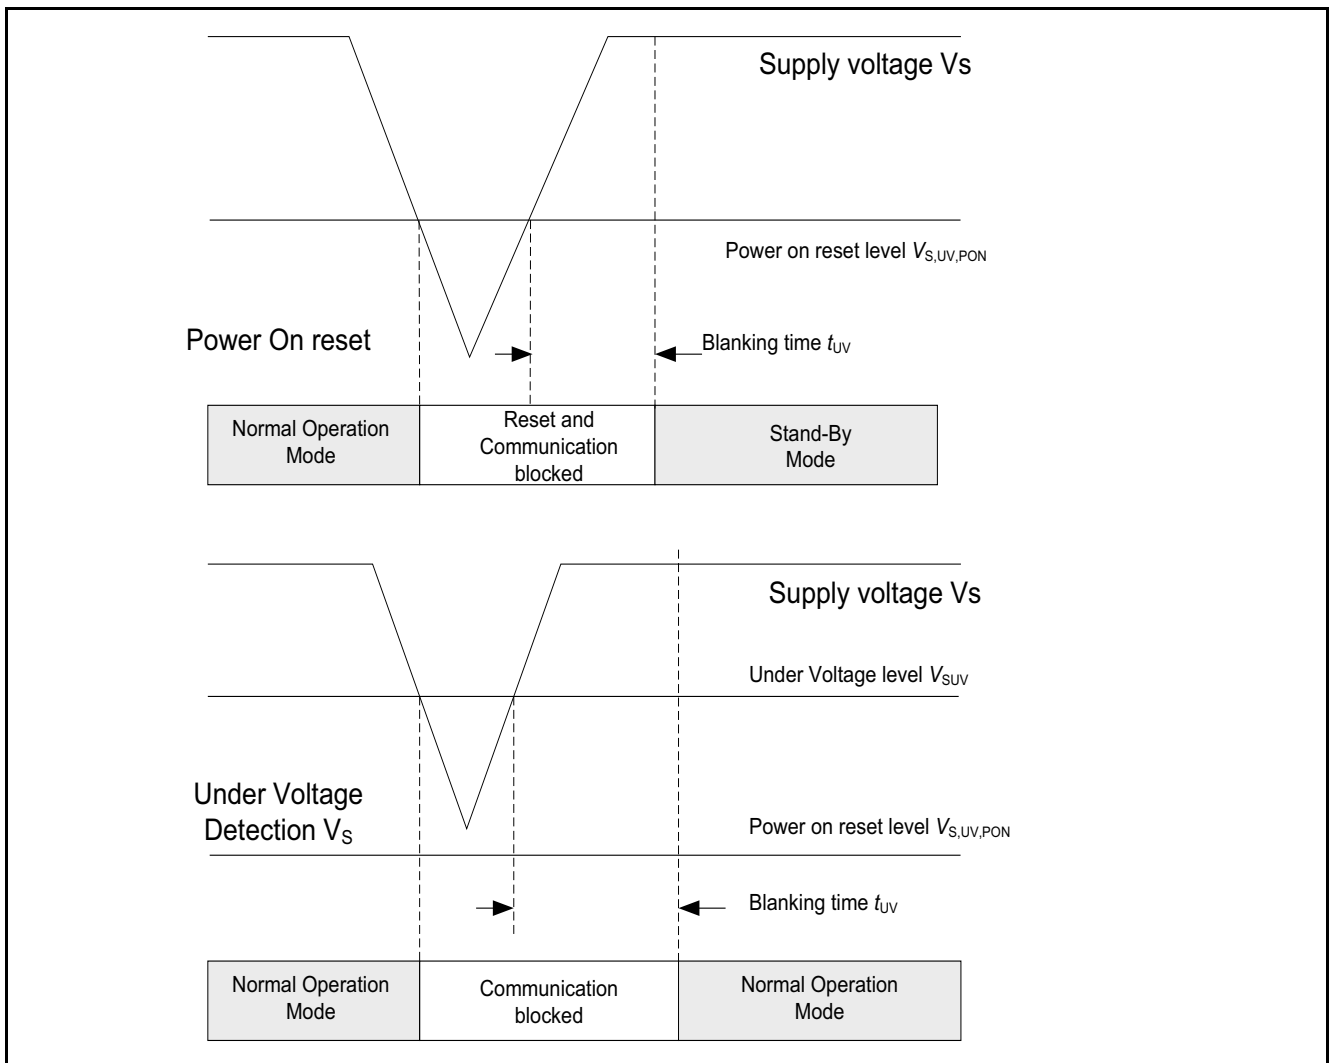 Supply voltage Vs
Power on reset level VS,UV,PON
Power On reset
Blanking time tUV
Normal Operation
Mode
Reset and
Communication
blocked
Stand-By
Mode
Supply voltage Vs
Under Voltage level VSUV
Under Voltage
Detection VS
Power on reset level VS,UV,PON
Blanking time tUV
Normal Operation
Mode
Communication
blocked
Normal Operation
Mode